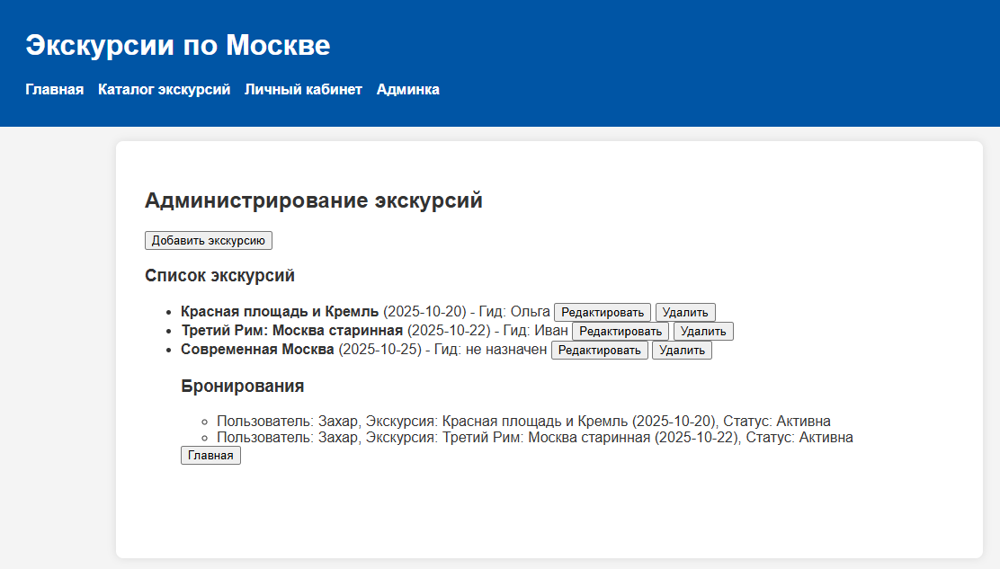 Экскурсии по Москве
Главная Каталог экскурсий Личный кабинет Админка
Администрирование экскурсий
Добавить экскурсию
Список экскурсий
Красная площадь и Кремль (2025-10-20) - Гид: Ольга Редактировать Удалить
Третий Рим: Москва старинная (2025-10-22) - Гид: Иван Редактировать Удалить
Современная Москва (2025-10-25) - Гид: не назначен Редактировать Удалить
Бронирования
Пользователь: Захар, Экскурсия: Красная площадь и Кремль (2025-10-20), Статус: Активна
Пользователь: Захар, Экскурсия: Третий Рим: Москва старинная (2025-10-22), Статус: Активна
Главная